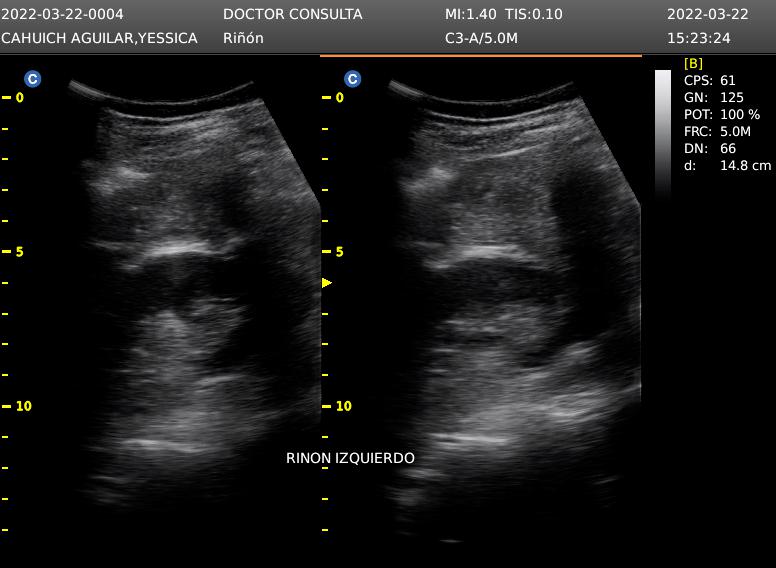 2022-03-22-0004 DOCTOR CONSULTA MI:1.40 TIS:0.10 2022-03-22
CAHUICH AGUILAR,YESSICA Riñón C3-A/5.0M 15:23:24
[B]
CPS: 61
GN: 125
POT: 100 %
FRC: 5.0M
DN: 66
d: 14.8 cm
C C
0 0
5 5
10 10
RINON IZQUIERDO